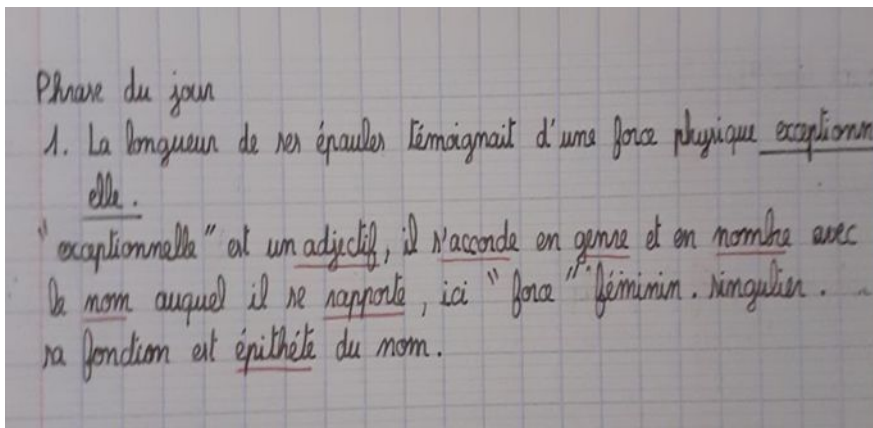 Phrase du jour
1. La longueur de ses épaules témoignait d'une force physique exceptionn
elle.
"exceptionnelle" est un adjectif, il s'accorde en genre et en nombre avec
le nom auquel il se rapporte, ici "force" féminin. singulier.
sa fonction est épithéte du nom.